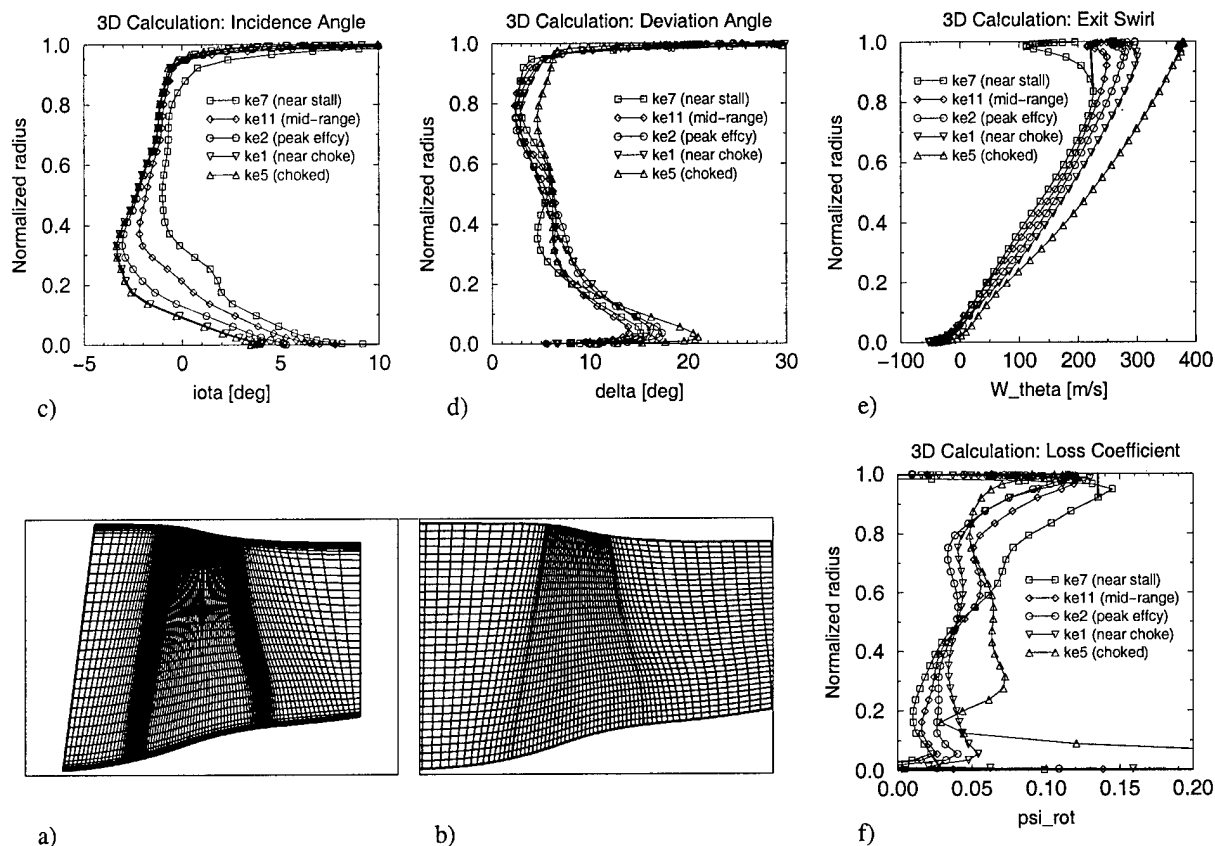 3D Calculation: Incidence Angle
1.0
0.8
0.6
0.4
0.2
0.0
Normalized radius
ke7 (near stall)
ke11 (mid-range)
ke2 (peak effcy)
ke1 (near choke)
ke5 (choked)
-5
0
5
10
iota [deg]
c)
3D Calculation: Deviation Angle
1.0
0.8
0.6
0.4
0.2
0.0
Normalized radius
ke7 (near stall)
ke11 (mid-range)
ke2 (peak effcy)
ke1 (near choke)
ke5 (choked)
0
10
20
30
delta [deg]
d)
3D Calculation: Exit Swirl
1.0
0.8
0.6
0.4
0.2
0.0
Normalized radius
ke7 (near stall)
ke11 (mid-range)
ke2 (peak effcy)
ke1 (near choke)
ke5 (choked)
-100
0
100
200
300
400
W_theta [m/s]
e)
a)
b)
3D Calculation: Loss Coefficient
1.0
0.8
0.6
0.4
0.2
0.0
Normalized radius
ke7 (near stall)
ke11 (mid-range)
ke2 (peak effcy)
ke1 (near choke)
ke5 (choked)
0.00
0.05
0.10
0.15
0.20
psi_rot
f)